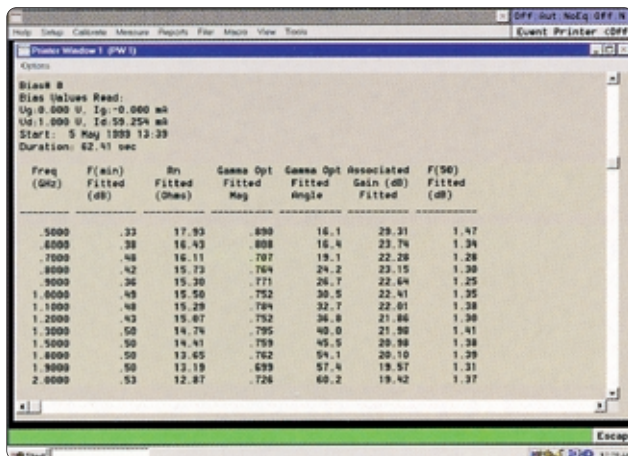 Off Aut NoEq Off N
Help Setup Calibrate Measure Reports Filer Macro View Tools
Event Printer <OFF
Printer Window 1 (PW 1)
Options
Bias# 0
Bias Values Read:
Vg:0.000 V, Ig:-0.000 mA
Vd:1.000 V, Id:59.254 mA
Start: 5 May 1999 13:39
Duration: 62.41 sec
Freq F(min) Rn Gamma Opt Gamma Opt Associated F(50)
(GHz) Fitted Fitted Fitted Fitted Gain (dB) Fitted
(dB) (Ohms) Mag Angle Fitted (dB)
.5000 .33 17.93 .890 16.1 29.31 1.47
.6000 .38 16.43 .808 16.4 23.74 1.34
.7000 .48 16.11 .707 19.1 22.28 1.28
.8000 .42 15.73 .764 24.2 23.15 1.30
.9000 .36 15.30 .771 26.7 22.64 1.25
1.0000 .49 15.50 .752 30.5 22.41 1.35
1.1000 .48 15.29 .784 32.7 22.01 1.38
1.2000 .43 15.07 .752 36.8 21.86 1.30
1.3000 .50 14.74 .795 40.0 21.98 1.41
1.5000 .50 14.41 .759 45.5 20.98 1.38
1.8000 .50 13.65 .762 54.1 20.10 1.39
1.9000 .50 13.19 .699 57.4 19.57 1.31
2.0000 .53 12.87 .726 60.2 19.42 1.37
Escap